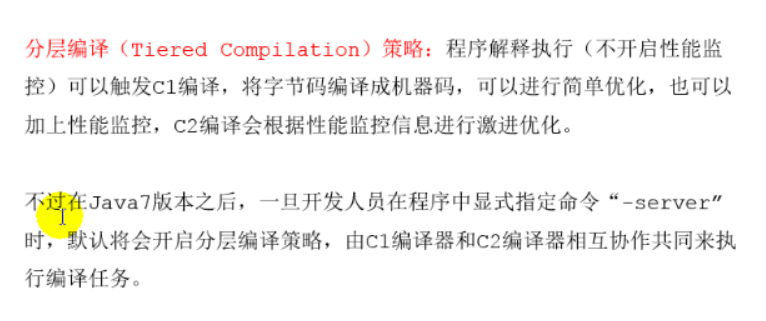 分层编译（Tiered Compilation）策略：程序解释执行（不开启性能监
控）可以触发C1编译，将字节码编译成机器码，可以进行简单优化，也可以
加上性能监控，C2编译会根据性能监控信息进行激进优化。
不过在Java7版本之后，一旦开发人员在程序中显式指定命令“-server”
时，默认将会开启分层编译策略，由C1编译器和C2编译器相互协作共同来执
行编译任务。